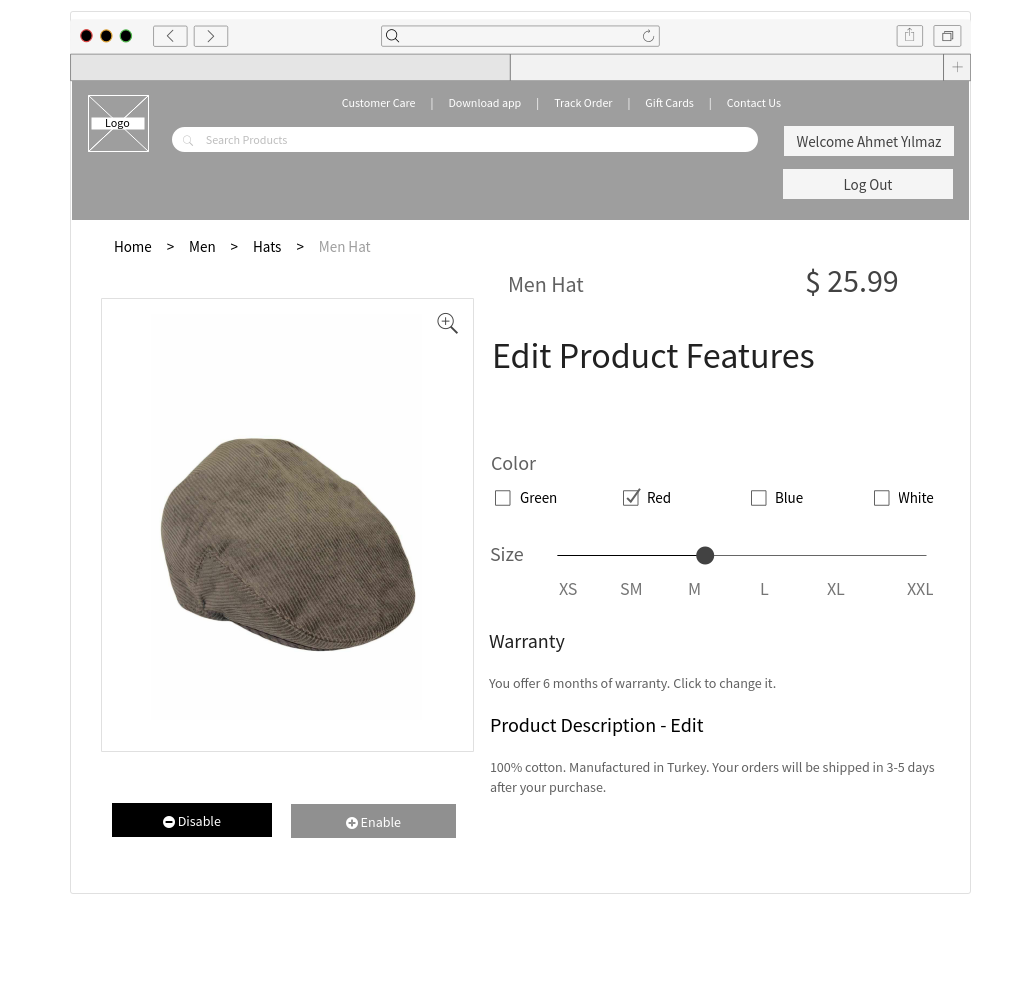 Customer Care | Download app | Track Order | Gift Cards | Contact Us
Logo
Search Products
Welcome Ahmet Yılmaz
Log Out
Home > Men > Hats > Men Hat
Men Hat $ 25.99
Edit Product Features
Color
Green Red Blue White
Size
XS SM M L XL XXL
Warranty
You offer 6 months of warranty. Click to change it.
Product Description - Edit
100% cotton. Manufactured in Turkey. Your orders will be shipped in 3-5 days
after your purchase.
Disable Enable